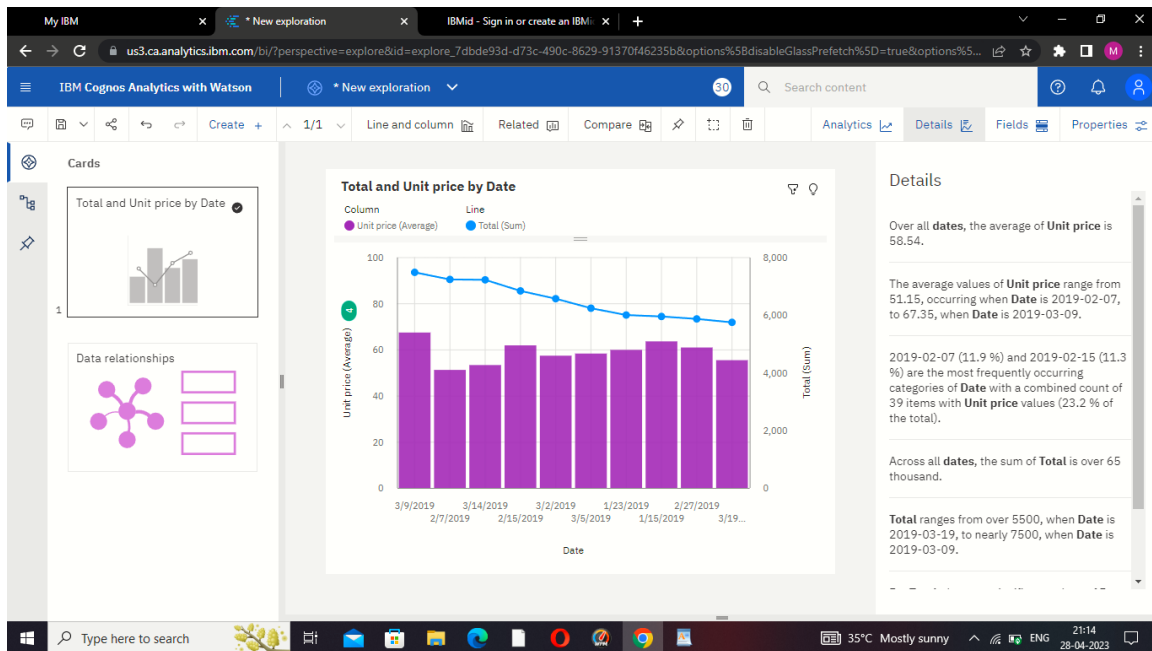 My IBM
* New exploration
IBMid - Sign in or create an IBMi
us3.ca.analytics.ibm.com/bi/?perspective=explore&id=explore_7dbde93d-d73c-490c-8629-91370f46235b&options%5BdisableGlassPrefetch%5D=true&options%5...
M
IBM Cognos Analytics with Watson
* New exploration
30
Search content
Create +
1/1
Line and column
Related
Compare
Analytics
Details
Fields
Properties
Cards
Total and Unit price by Date
1
Data relationships
Total and Unit price by Date
Column
Line
Unit price (Average)
Total (Sum)
4
Unit price (Average)
100
80
60
40
20
0
8,000
6,000
4,000
2,000
0
Total (Sum)
3/9/2019 3/14/2019 3/2/2019 1/23/2019 2/27/2019
2/7/2019 2/15/2019 3/5/2019 1/15/2019 3/19...
Date
Details
Over all dates, the average of Unit price is
58.54.
The average values of Unit price range from
51.15, occurring when Date is 2019-02-07,
to 67.35, when Date is 2019-03-09.
2019-02-07 (11.9 %) and 2019-02-15 (11.3
%) are the most frequently occurring
categories of Date with a combined count of
39 items with Unit price values (23.2 % of
the total).
Across all dates, the sum of Total is over 65
thousand.
Total ranges from over 5500, when Date is
2019-03-19, to nearly 7500, when Date is
2019-03-09.
Type here to search
35°C Mostly sunny
ENG
21:14
28-04-2023